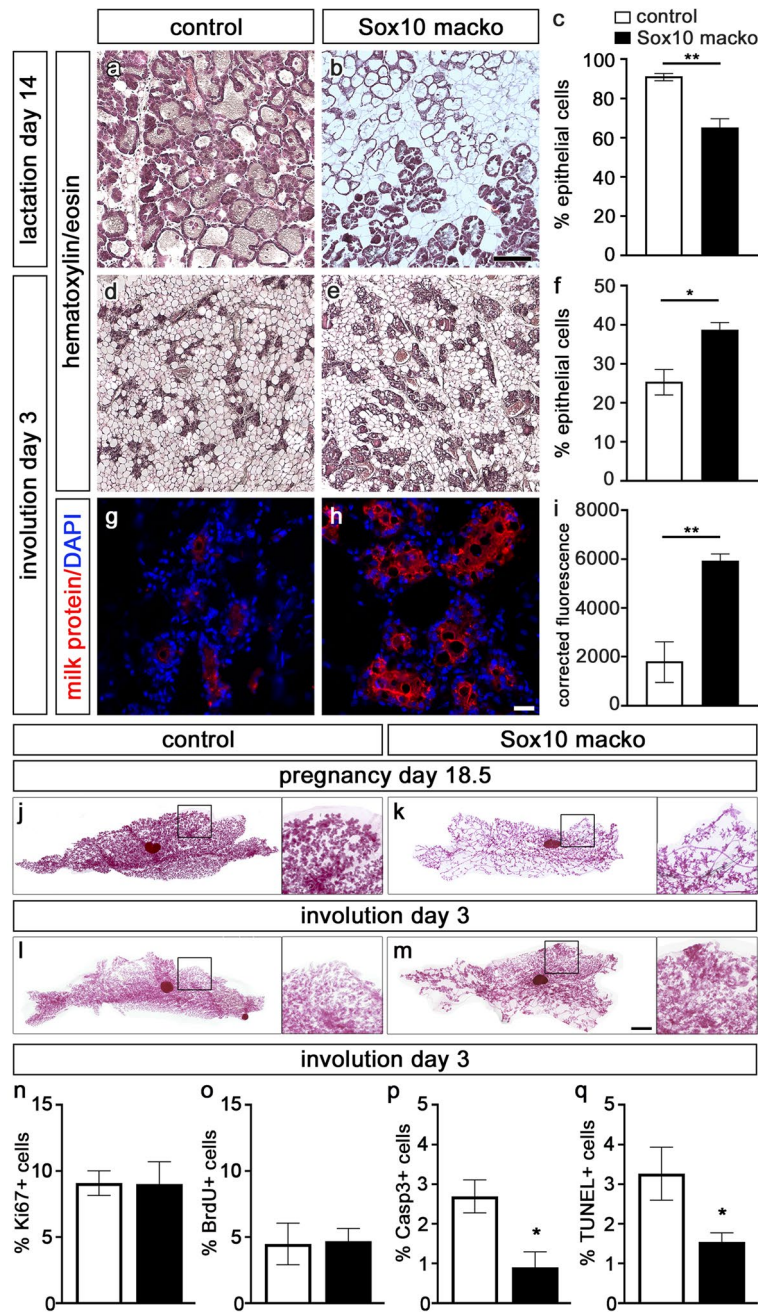 control
Sox10 macko
c
control
Sox10 macko
lactation day 14
hematoxylin/eosin
a
b
% epithelial cells
100
80
60
40
20
0
**
involution day 3
d
e
f
% epithelial cells
50
40
30
20
10
0
*
milk protein/DAPI
g
h
i
corrected fluorescence
8000
6000
4000
2000
0
**
control
Sox10 macko
pregnancy day 18.5
j
k
involution day 3
l
m
involution day 3
n
% Ki67+ cells
15
10
5
0
o
% BrdU+ cells
15
10
5
0
p
% Casp3+ cells
5
4
3
2
1
0
*
q
% TUNEL+ cells
5
4
3
2
1
0
*